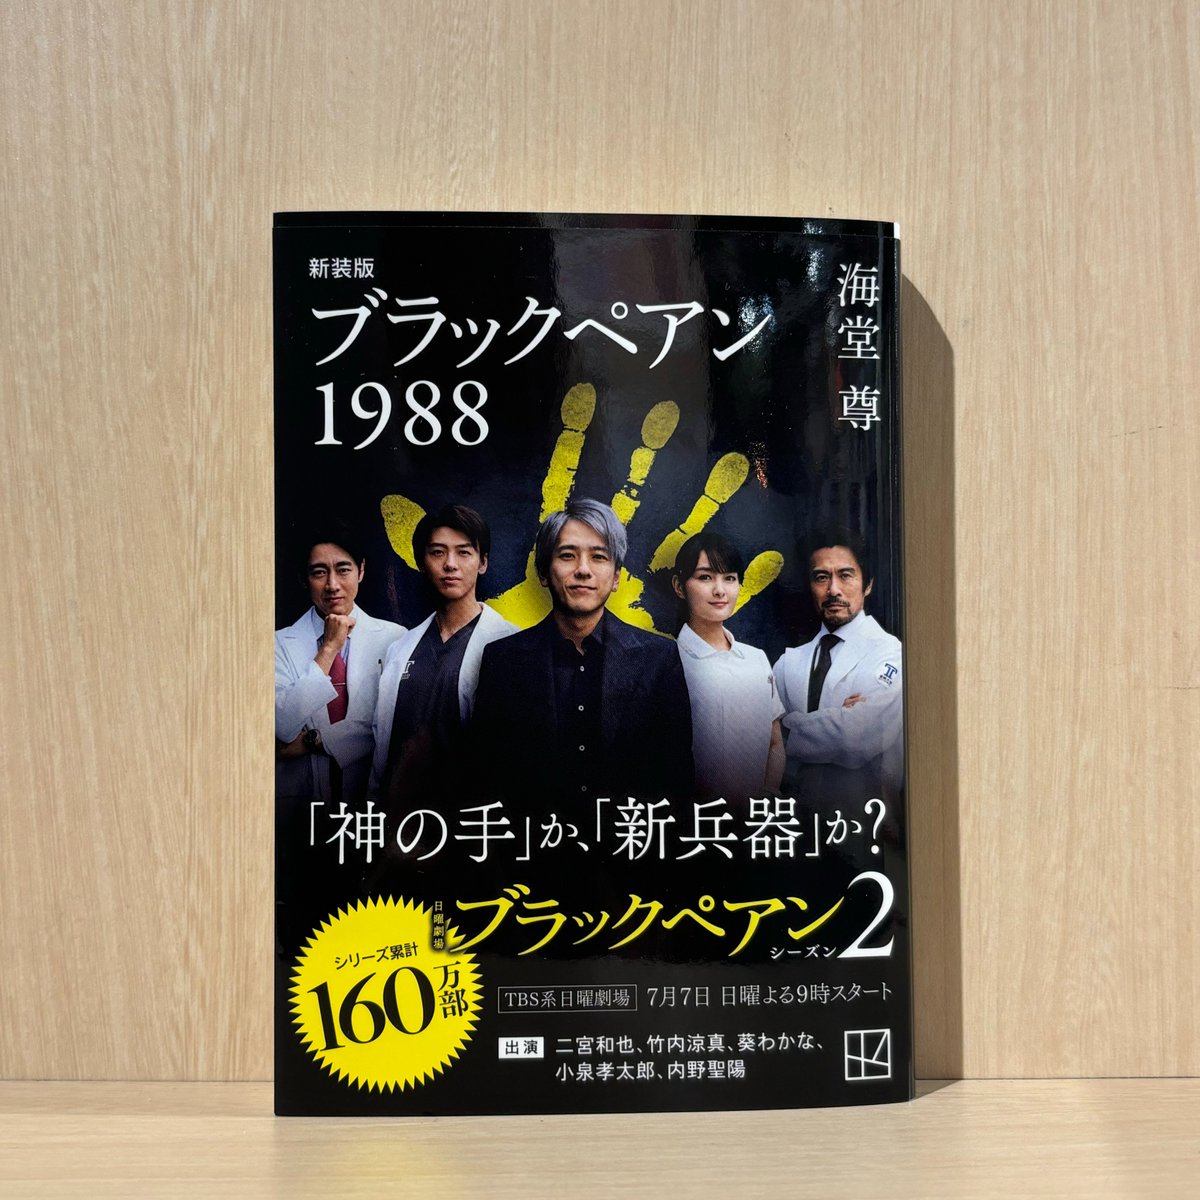 新装版
ブラックペアン
1988
海堂 尊
「神の手」か、「新兵器」か?
日曜劇場
ブラックペアン
シーズン2
シリーズ累計
160万部
TBS系日曜劇場 7月7日 日曜よる9時スタート
出演 二宮和也、竹内涼真、葵わかな、
小泉孝太郎、内野聖陽